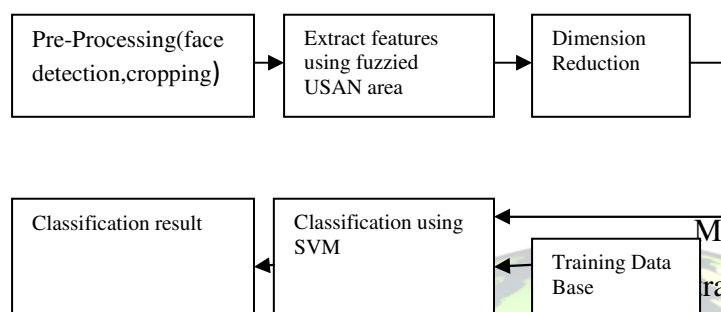 Pre-Processing(face
detection,cropping)
Extract features
using fuzzied
USAN area
Dimension
Reduction
Classification result
Classification using
SVM
Training Data
Base
M
ra